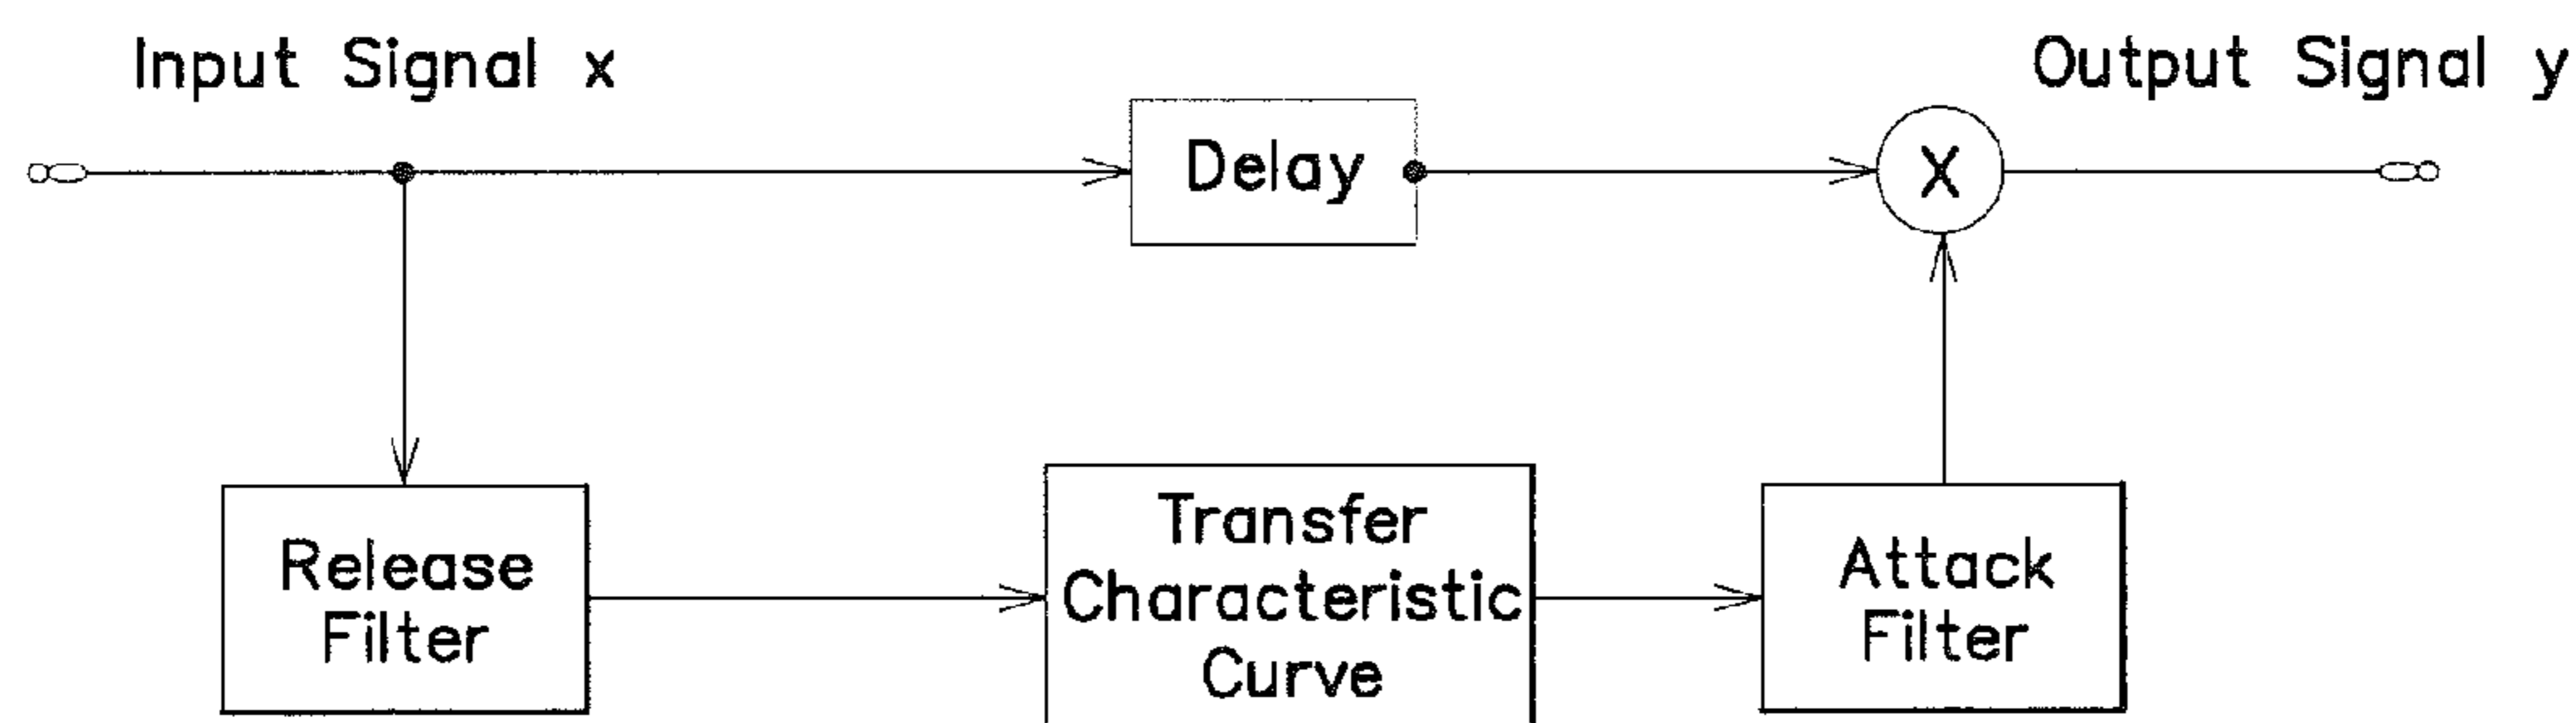 Input Signal x
Output Signal y
Delay
X
Release
Filter
Transfer
Characteristic
Curve
Attack
Filter